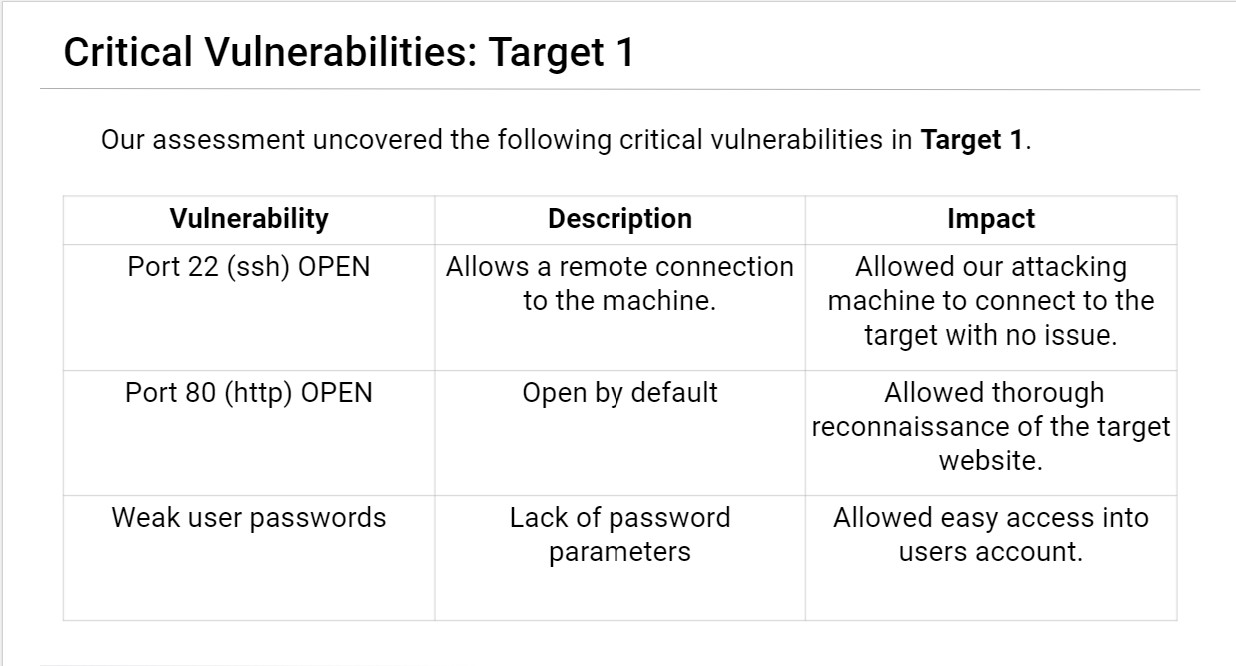 Critical Vulnerabilities: Target 1
Our assessment uncovered the following critical vulnerabilities in Target 1.
Vulnerability
Description
Impact
Port 22 (ssh) OPEN
Allows a remote connection
to the machine.
Allowed our attacking
machine to connect to the
target with no issue.
Port 80 (http) OPEN
Open by default
Allowed thorough
reconnaissance of the target
website.
Weak user passwords
Lack of password
parameters
Allowed easy access into
users account.